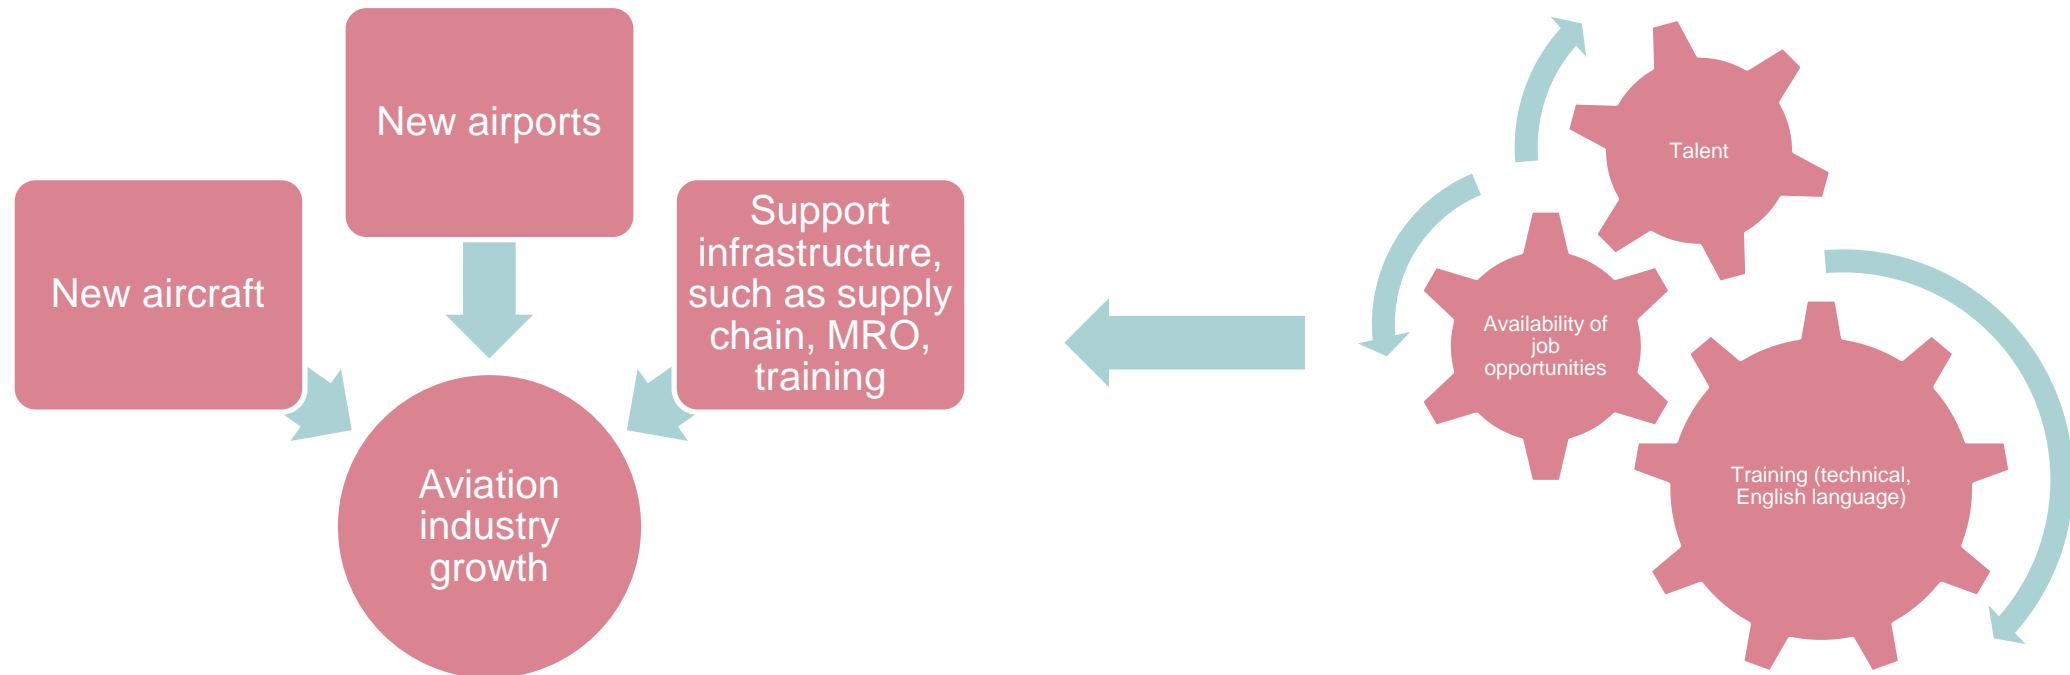 New airports
New aircraft
Support
infrastructure,
such as supply
chain, MRO,
training
Aviation
industry
growth
Talent
Availability of
job
opportunities
Training (technical,
English language)